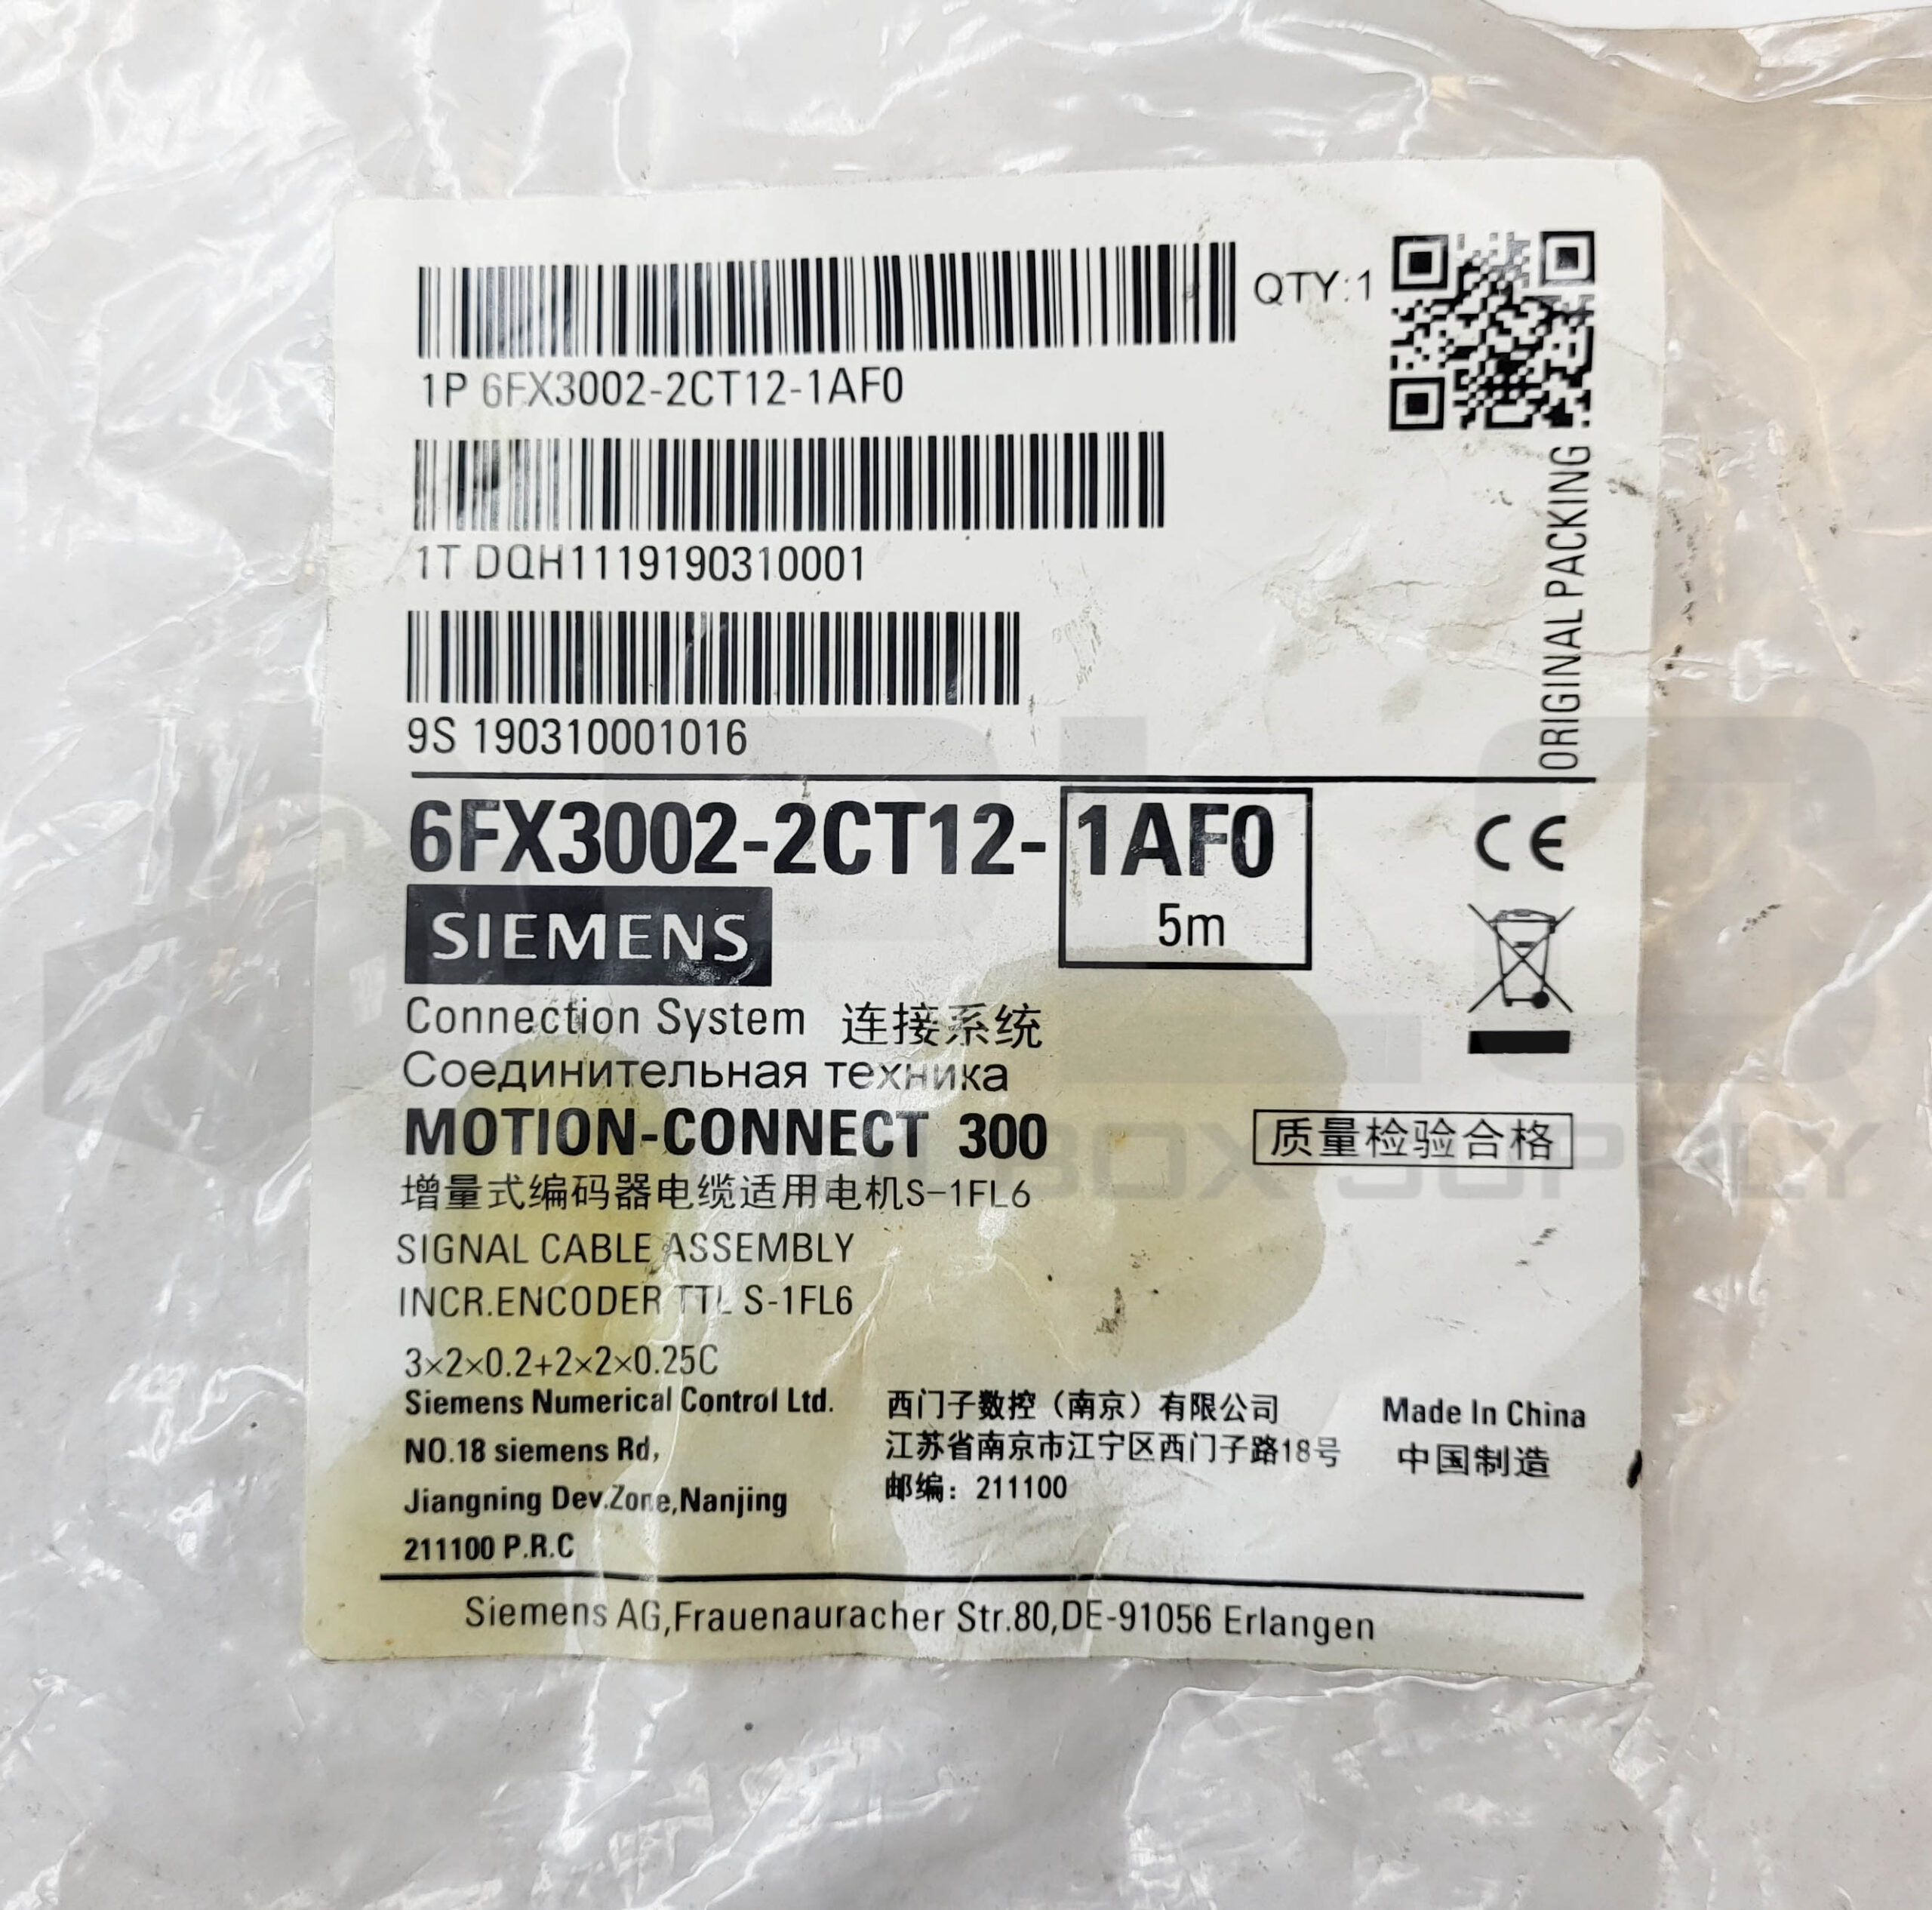 QTY:1
1P 6FX3002-2CT12-1AF0
1T DQH1119190310001
9S 190310001016
ORIGINAL PACKING
6FX3002-2CT12-1AF0
5m
CE
SIEMENS
Connection System 连接系统
Соединительная техника
MOTION-CONNECT 300
质量检验合格
增量式编码器电缆适用电机S-1FL6
SIGNAL CABLE ASSEMBLY
INCR.ENCODER TTL S-1FL6
3×2×0.2+2×2×0.25C
Siemens Numerical Control Ltd.
NO.18 siemens Rd,
Jiangning Dev.Zone,Nanjing
211100 P.R.C
西门子数控（南京）有限公司
江苏省南京市江宁区西门子路18号
邮编：211100
Made In China
中国制造
Siemens AG,Frauenauracher Str.80,DE-91056 Erlangen